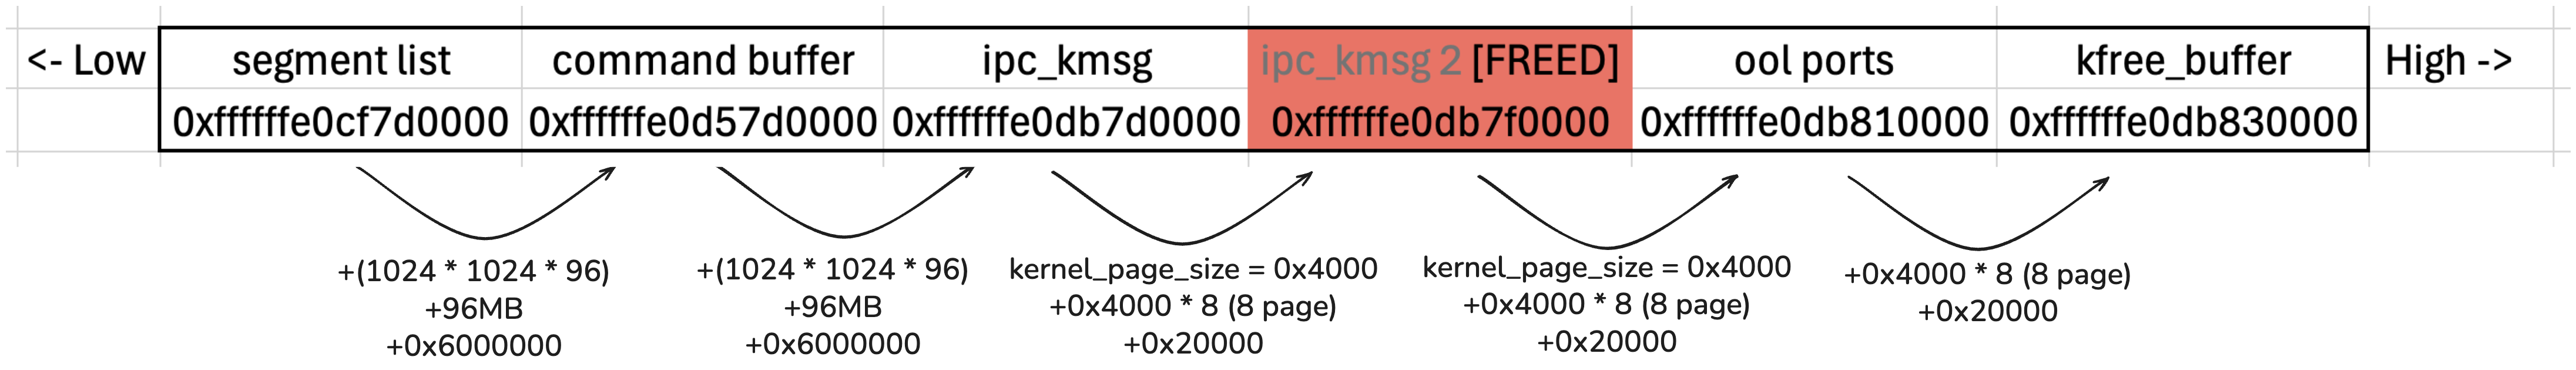 <- Low segment list command buffer ipc_kmsg ipc_kmsg 2 [FREED] ool ports kfree_buffer High ->
0xffffffe0cf7d0000 0xffffffe0d57d0000 0xffffffe0db7d0000 0xffffffe0db7f0000 0xffffffe0db810000 0xffffffe0db830000
+(1024 * 1024 * 96)
+96MB
+0x6000000
+(1024 * 1024 * 96)
+96MB
+0x6000000
kernel_page_size = 0x4000
+0x4000 * 8 (8 page)
+0x20000
kernel_page_size = 0x4000
+0x4000 * 8 (8 page)
+0x20000
+0x4000 * 8 (8 page)
+0x20000